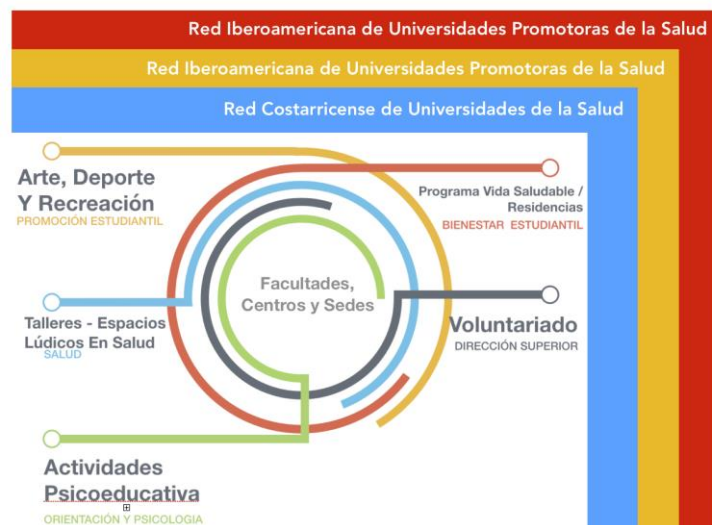 Red Iberoamericana de Universidades Promotoras de la Salud
Red Iberoamericana de Universidades Promotoras de la Salud
Red Costarricense de Universidades de la Salud
Arte, Deporte
Y Recreación
PROMOCIÓN ESTUDIANTIL
Programa Vida Saludable /
Residencias
BIENESTAR ESTUDIANTIL
Facultades,
Centros y Sedes
Talleres - Espacios
Lúdicos En Salud
SALUD
Voluntariado
DIRECCIÓN SUPERIOR
Actividades
Psicoeducativa
ORIENTACIÓN Y PSICOLOGIA